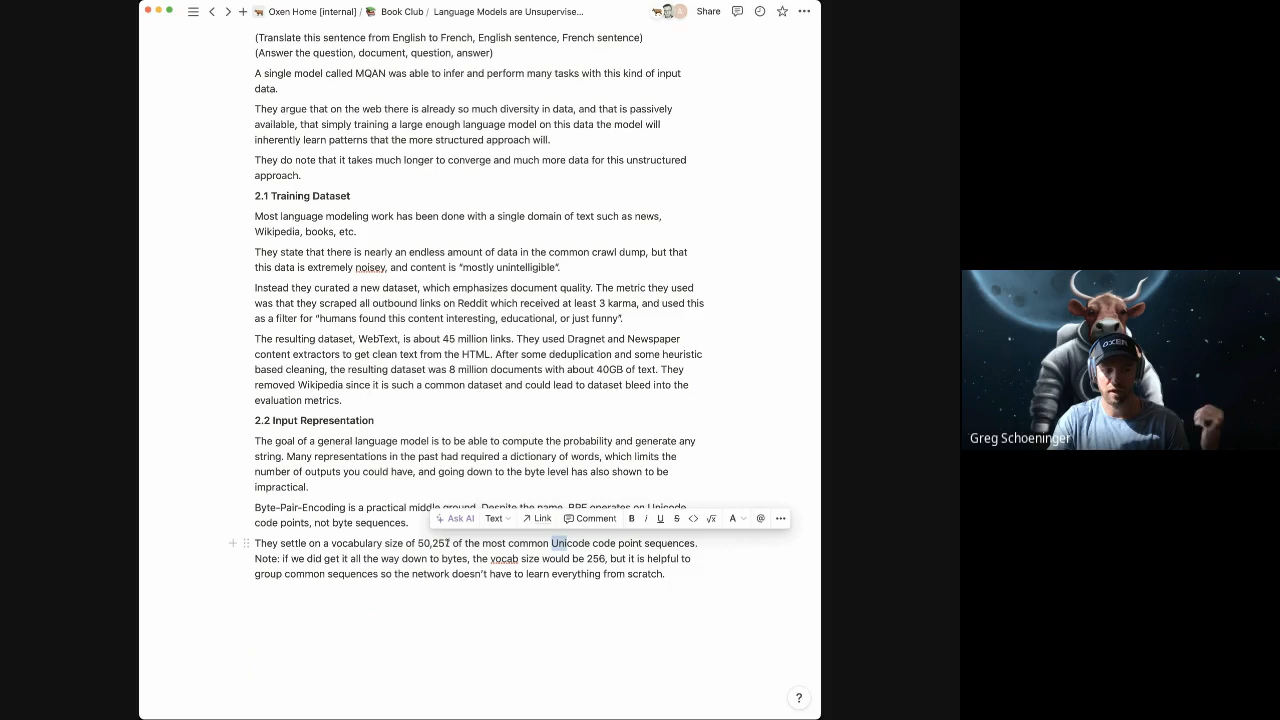 Oxen Home [internal] / 📚 Book Club / Language Models are Unsupervise...
Share
(Translate this sentence from English to French, English sentence, French sentence)
(Answer the question, document, question, answer)
A single model called MQAN was able to infer and perform many tasks with this kind of input
data.
They argue that on the web there is already so much diversity in data, and that is passively
available, that simply training a large enough language model on this data the model will
inherently learn patterns that the more structured approach will.
They do note that it takes much longer to converge and much more data for this unstructured
approach.
2.1 Training Dataset
Most language modeling work has been done with a single domain of text such as news,
Wikipedia, books, etc.
They state that there is nearly an endless amount of data in the common crawl dump, but that
this data is extremely noisey, and content is “mostly unintelligible”.
Instead they curated a new dataset, which emphasizes document quality. The metric they used
was that they scraped all outbound links on Reddit which received at least 3 karma, and used this
as a filter for “humans found this content interesting, educational, or just funny”.
The resulting dataset, WebText, is about 45 million links. They used Dragnet and Newspaper
content extractors to get clean text from the HTML. After some deduplication and some heuristic
based cleaning, the resulting dataset was 8 million documents with about 40GB of text. They
removed Wikipedia since it is such a common dataset and could lead to dataset bleed into the
evaluation metrics.
2.2 Input Representation
The goal of a general language model is to be able to compute the probability and generate any
string. Many representations in the past had required a dictionary of words, which limits the
number of outputs you could have, and going down to the byte level has also shown to be
impractical.
Byte-Pair-Encoding is a practical middle ground. Despite the name, BPE operates on Unicode
code points, not byte sequences.
Ask AI Text Link Comment B i U S <> √x A @ •••
They settle on a vocabulary size of 50,257 of the most common Unicode code point sequences.
Note: if we did get it all the way down to bytes, the vocab size would be 256, but it is helpful to
group common sequences so the network doesn’t have to learn everything from scratch.
?
OXEN
Greg Schoeninger